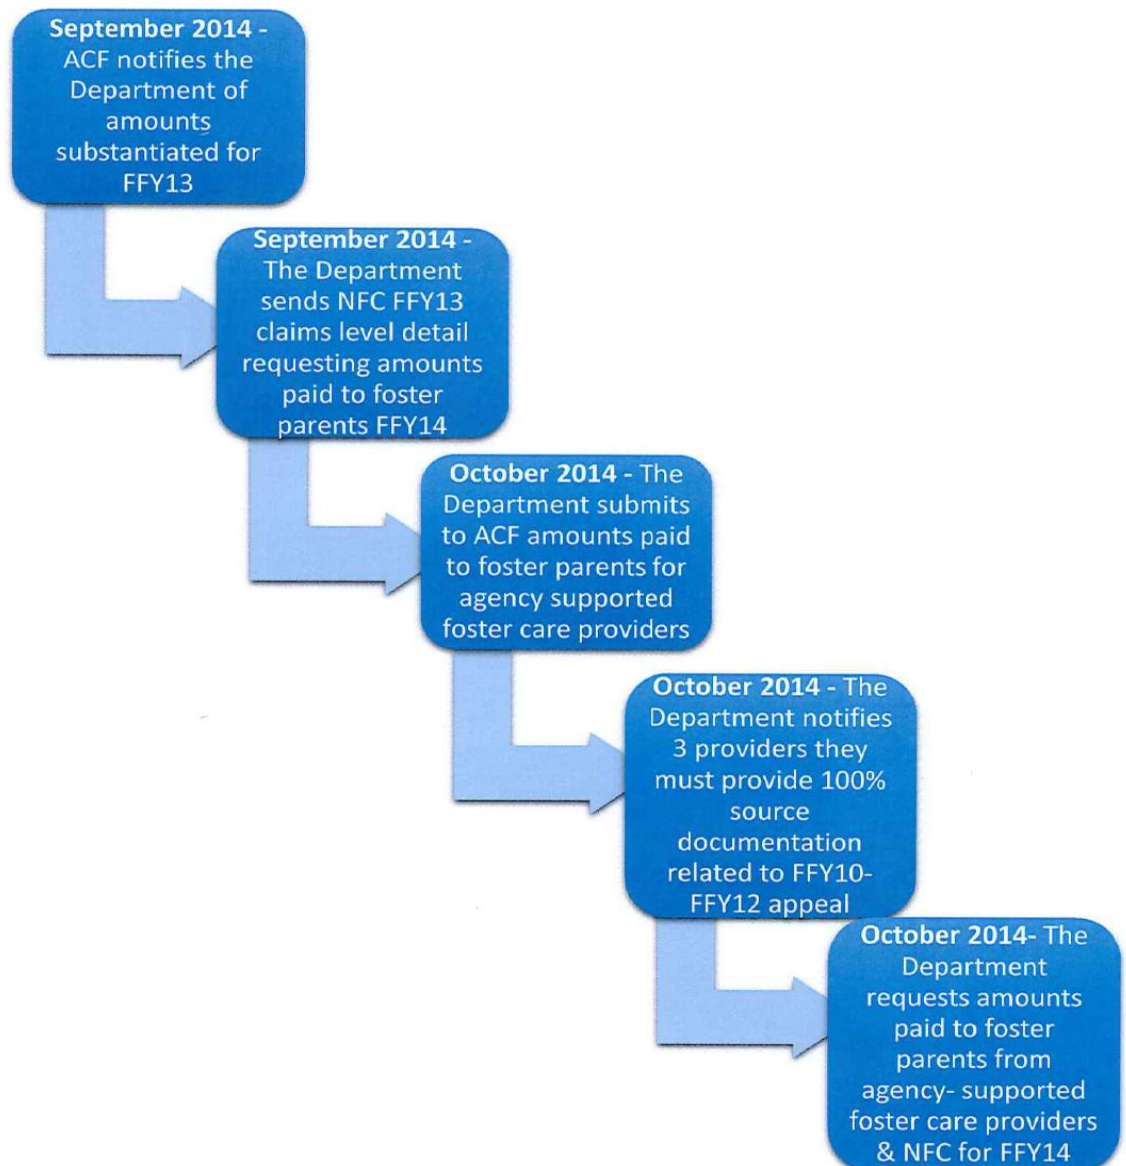 September 2014 -
ACF notifies the
Department of
amounts
substantiated for
FFY13
September 2014 -
The Department
sends NFC FFY13
claims level detail
requesting amounts
paid to foster
parents FFY14
October 2014 - The
Department submits
to ACF amounts paid
to foster parents for
agency supported
foster care providers
October 2014 - The
Department notifies
3 providers they
must provide 100%
source
documentation
related to FFY10-
FFY12 appeal
October 2014- The
Department
requests amounts
paid to foster
parents from
agency- supported
foster care providers
& NFC for FFY14